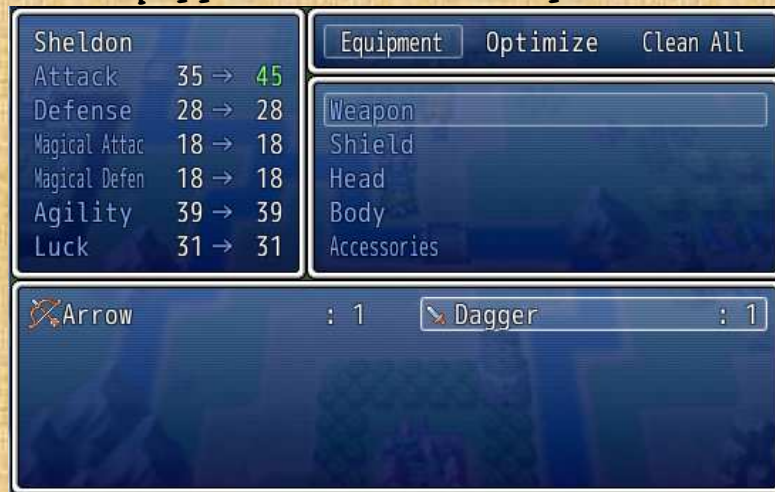 Sheldon
Attack 35 → 45
Defense 28 → 28
Magical Attac 18 → 18
Magical Defen 18 → 18
Agility 39 → 39
Luck 31 → 31
Equipment Optimize Clean All
Weapon
Shield
Head
Body
Accessories
Arrow : 1 Dagger : 1